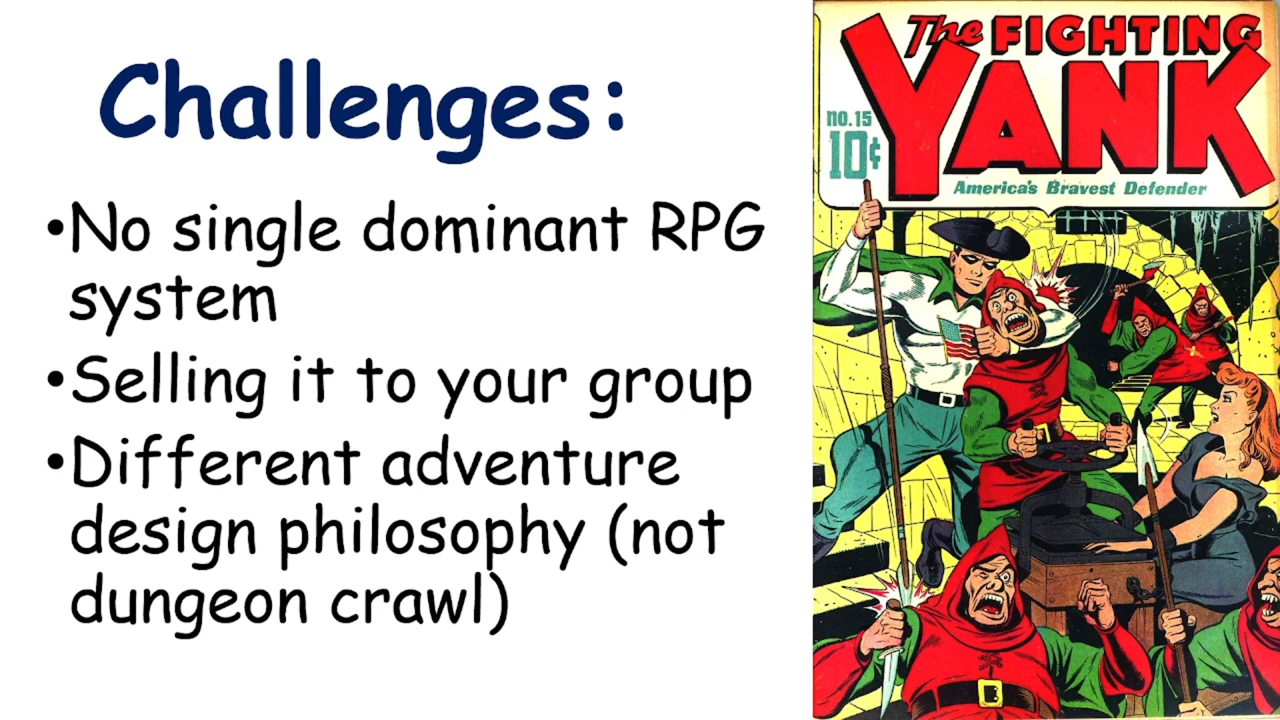 Challenges:
•No single dominant RPG
system
•Selling it to your group
•Different adventure
design philosophy (not
dungeon crawl)
The FIGHTING
YANK
no.15
10¢
America's Bravest Defender